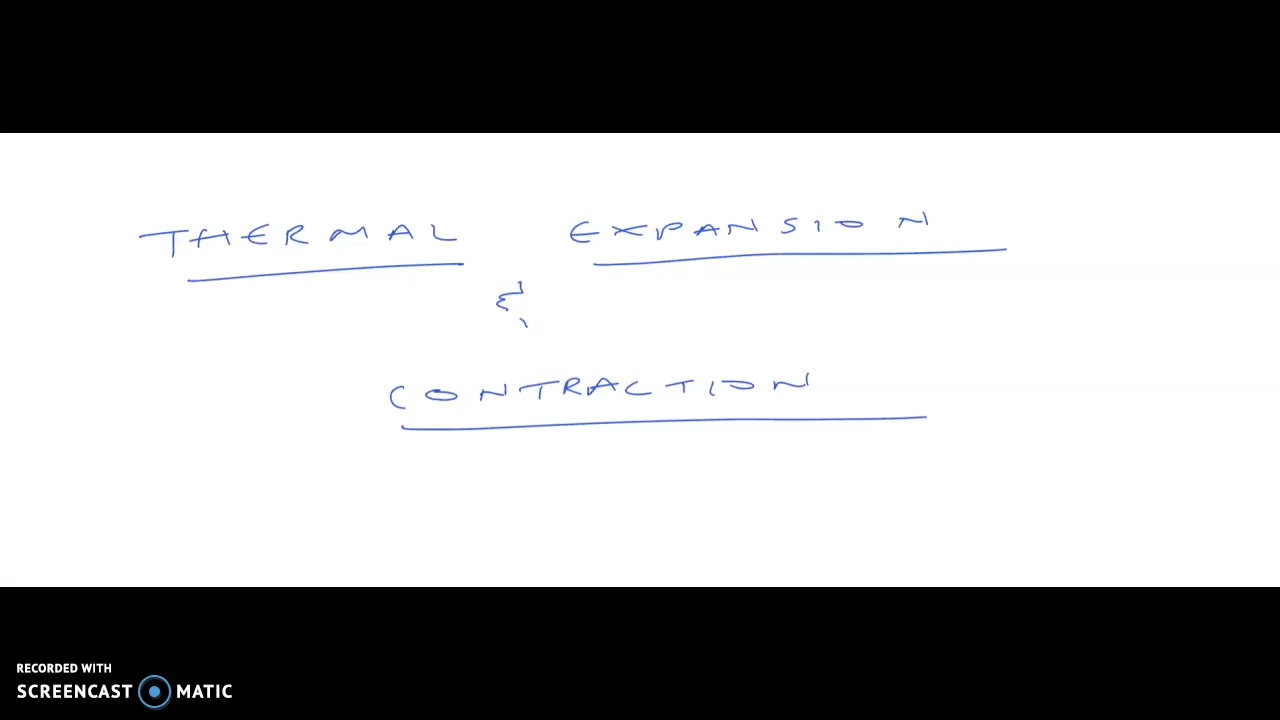 THERMAL EXPANSION
&
CONTRACTION
RECORDED WITH
SCREENCAST MATIC